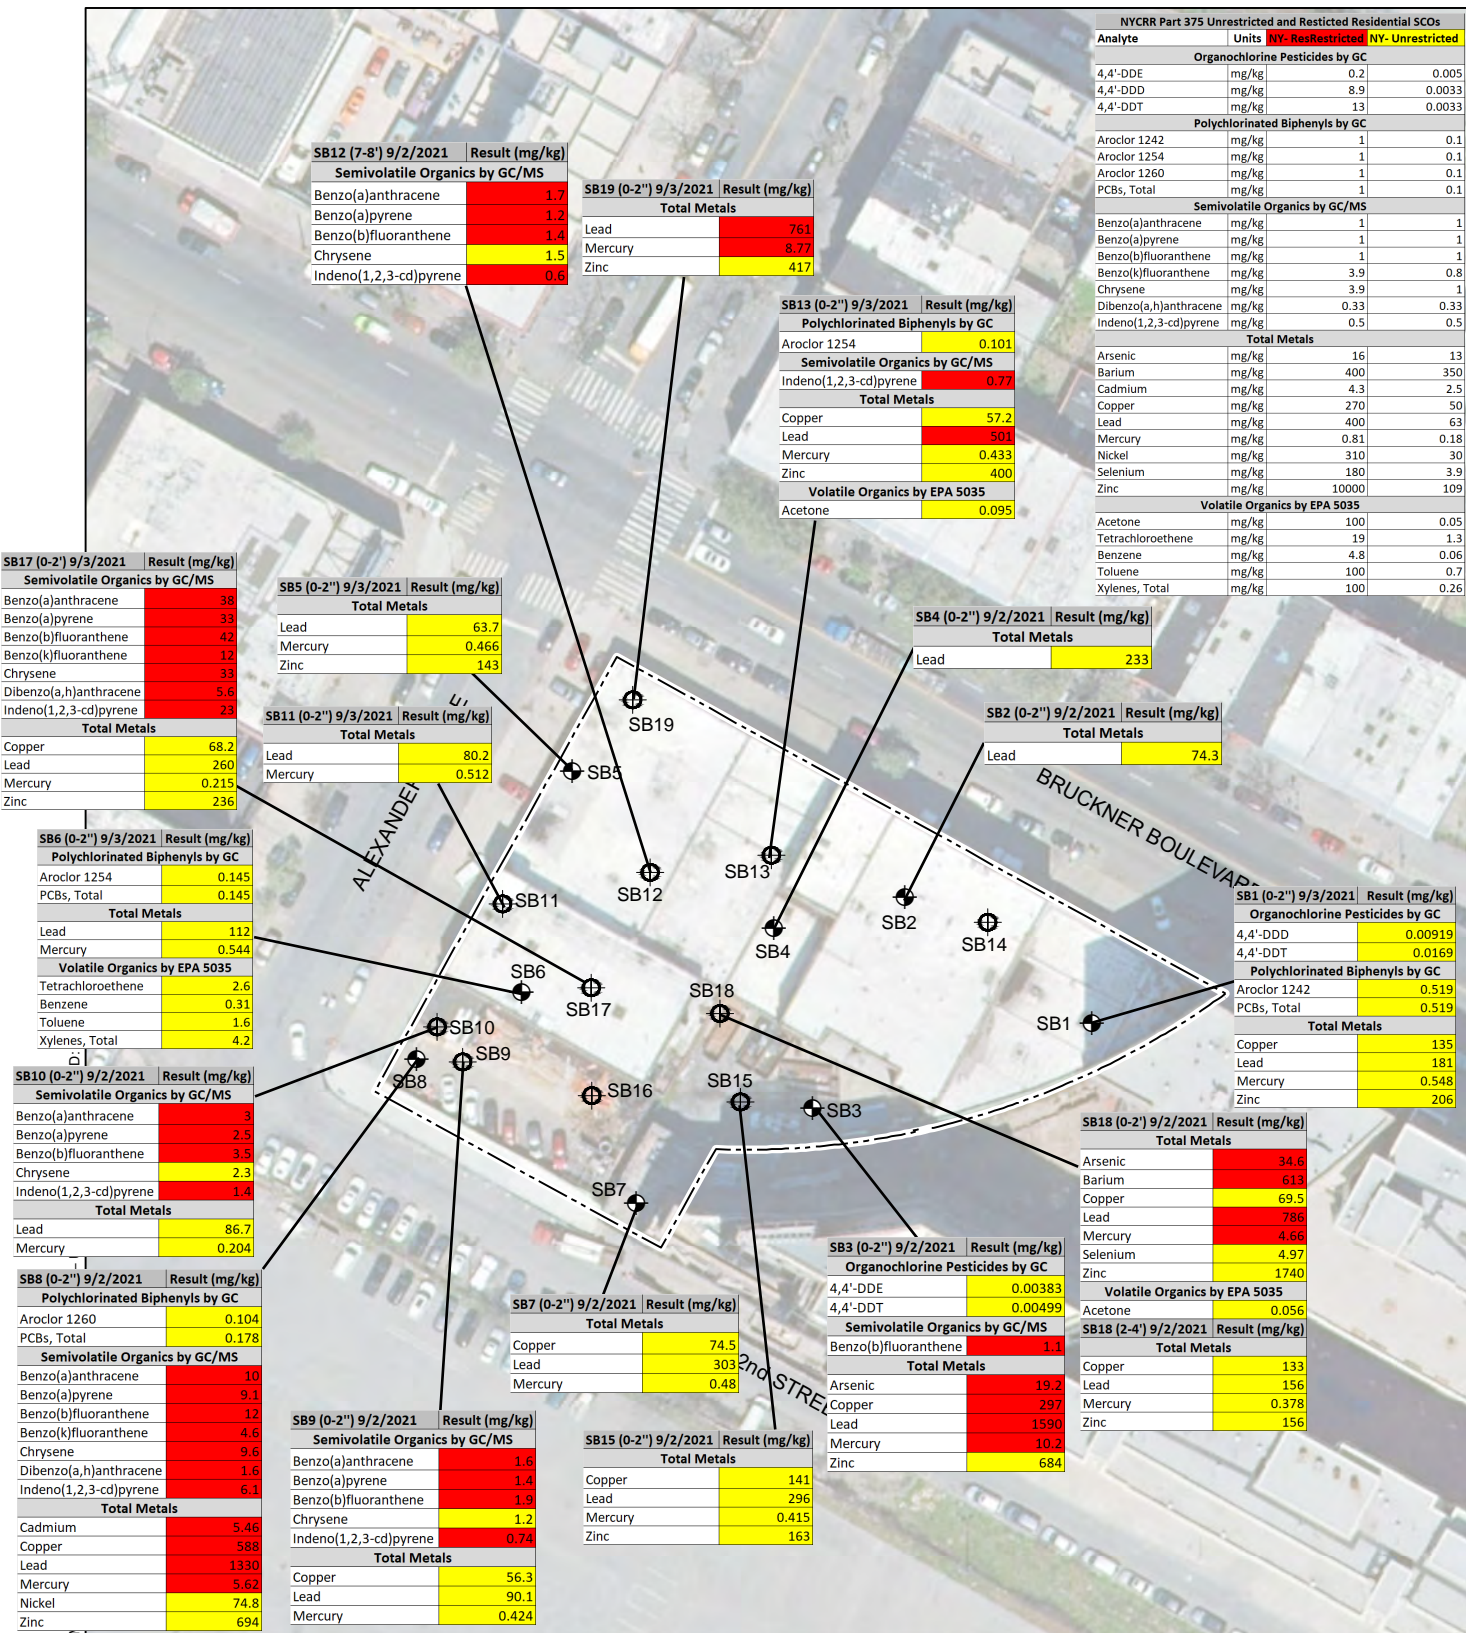 NYCRR Part 375 Unrestricted and Resticted Residential SCOs
Analyte Units NY- ResRestricted NY- Unrestricted
Organochlorine Pesticides by GC
4,4'-DDE mg/kg 0.2 0.005
4,4'-DDD mg/kg 8.9 0.0033
4,4'-DDT mg/kg 13 0.0033
Polychlorinated Biphenyls by GC
Aroclor 1242 mg/kg 1 0.1
Aroclor 1254 mg/kg 1 0.1
Aroclor 1260 mg/kg 1 0.1
PCBs, Total mg/kg 1 0.1
Semivolatile Organics by GC/MS
Benzo(a)anthracene mg/kg 1 1
Benzo(a)pyrene mg/kg 1 1
Benzo(b)fluoranthene mg/kg 1 1
Benzo(k)fluoranthene mg/kg 3.9 0.8
Chrysene mg/kg 3.9 1
Dibenzo(a,h)anthracene mg/kg 0.33 0.33
Indeno(1,2,3-cd)pyrene mg/kg 0.5 0.5
Total Metals
Arsenic mg/kg 16 13
Barium mg/kg 400 350
Cadmium mg/kg 4.3 2.5
Copper mg/kg 270 50
Lead mg/kg 400 63
Mercury mg/kg 0.81 0.18
Nickel mg/kg 310 30
Selenium mg/kg 180 3.9
Zinc mg/kg 10000 109
Volatile Organics by EPA 5035
Acetone mg/kg 100 0.05
Tetrachloroethene mg/kg 19 1.3
Benzene mg/kg 4.8 0.06
Toluene mg/kg 100 0.7
Xylenes, Total mg/kg 100 0.26
SB12 (7-8') 9/2/2021 Result (mg/kg)
Semivolatile Organics by GC/MS
Benzo(a)anthracene 1.7
Benzo(a)pyrene 1.2
Benzo(b)fluoranthene 1.4
Chrysene 1.5
Indeno(1,2,3-cd)pyrene 0.6
SB19 (0-2'') 9/3/2021 Result (mg/kg)
Total Metals
Lead 761
Mercury 8.77
Zinc 417
SB13 (0-2'') 9/3/2021 Result (mg/kg)
Polychlorinated Biphenyls by GC
Aroclor 1254 0.101
Semivolatile Organics by GC/MS
Indeno(1,2,3-cd)pyrene 0.77
Total Metals
Copper 57.2
Lead 501
Mercury 0.433
Zinc 400
Volatile Organics by EPA 5035
Acetone 0.095
SB17 (0-2') 9/3/2021 Result (mg/kg)
Semivolatile Organics by GC/MS
Benzo(a)anthracene 38
Benzo(a)pyrene 33
Benzo(b)fluoranthene 42
Benzo(k)fluoranthene 12
Chrysene 33
Dibenzo(a,h)anthracene 5.6
Indeno(1,2,3-cd)pyrene 23
Total Metals
Copper 68.2
Lead 260
Mercury 0.215
Zinc 236
SB5 (0-2'') 9/3/2021 Result (mg/kg)
Total Metals
Lead 63.7
Mercury 0.466
Zinc 143
SB4 (0-2'') 9/2/2021 Result (mg/kg)
Total Metals
Lead 233
SB11 (0-2'') 9/3/2021 Result (mg/kg)
Total Metals
Lead 80.2
Mercury 0.512
SB2 (0-2'') 9/2/2021 Result (mg/kg)
Total Metals
Lead 74.3
SB6 (0-2'') 9/3/2021 Result (mg/kg)
Polychlorinated Biphenyls by GC
Aroclor 1254 0.145
PCBs, Total 0.145
Total Metals
Lead 112
Mercury 0.544
Volatile Organics by EPA 5035
Tetrachloroethene 2.6
Benzene 0.31
Toluene 1.6
Xylenes, Total 4.2
SB1 (0-2'') 9/3/2021 Result (mg/kg)
Organochlorine Pesticides by GC
4,4'-DDD 0.00919
4,4'-DDT 0.0169
Polychlorinated Biphenyls by GC
Aroclor 1242 0.519
PCBs, Total 0.519
Total Metals
Copper 135
Lead 181
Mercury 0.548
Zinc 206
SB10 (0-2'') 9/2/2021 Result (mg/kg)
Semivolatile Organics by GC/MS
Benzo(a)anthracene 3
Benzo(a)pyrene 2.5
Benzo(b)fluoranthene 3.5
Chrysene 2.3
Indeno(1,2,3-cd)pyrene 1.4
Total Metals
Lead 86.7
Mercury 0.204
SB18 (0-2') 9/2/2021 Result (mg/kg)
Total Metals
Arsenic 34.6
Barium 613
Copper 69.5
Lead 786
Mercury 4.66
Selenium 4.97
Zinc 1740
Volatile Organics by EPA 5035
Acetone 0.056
SB18 (2-4') 9/2/2021 Result (mg/kg)
Total Metals
Copper 133
Lead 156
Mercury 0.378
Zinc 156
SB8 (0-2'') 9/2/2021 Result (mg/kg)
Polychlorinated Biphenyls by GC
Aroclor 1260 0.104
PCBs, Total 0.178
Semivolatile Organics by GC/MS
Benzo(a)anthracene 10
Benzo(a)pyrene 9.1
Benzo(b)fluoranthene 12
Benzo(k)fluoranthene 4.6
Chrysene 9.6
Dibenzo(a,h)anthracene 1.6
Indeno(1,2,3-cd)pyrene 6.1
Total Metals
Cadmium 5.46
Copper 588
Lead 1330
Mercury 5.62
Nickel 74.8
Zinc 694
SB7 (0-2'') 9/2/2021 Result (mg/kg)
Total Metals
Copper 74.5
Lead 303
Mercury 0.48
SB3 (0-2'') 9/2/2021 Result (mg/kg)
Organochlorine Pesticides by GC
4,4'-DDE 0.00383
4,4'-DDT 0.00499
Semivolatile Organics by GC/MS
Benzo(b)fluoranthene 1.1
Total Metals
Arsenic 19.2
Copper 297
Lead 1590
Mercury 10.2
Zinc 684
SB9 (0-2'') 9/2/2021 Result (mg/kg)
Semivolatile Organics by GC/MS
Benzo(a)anthracene 1.6
Benzo(a)pyrene 1.4
Benzo(b)fluoranthene 1.9
Chrysene 1.2
Indeno(1,2,3-cd)pyrene 0.74
Total Metals
Copper 56.3
Lead 90.1
Mercury 0.424
SB15 (0-2'') 9/2/2021 Result (mg/kg)
Total Metals
Copper 141
Lead 296
Mercury 0.415
Zinc 163
SB19
SB5
SB13
SB12
SB11
SB2
SB4
SB14
SB6
SB17
SB18
SB1
SB10
SB9
SB8
SB16
SB15
SB3
SB7
ALEXANDER
BRUCKNER BOULEVARD
2nd STREE